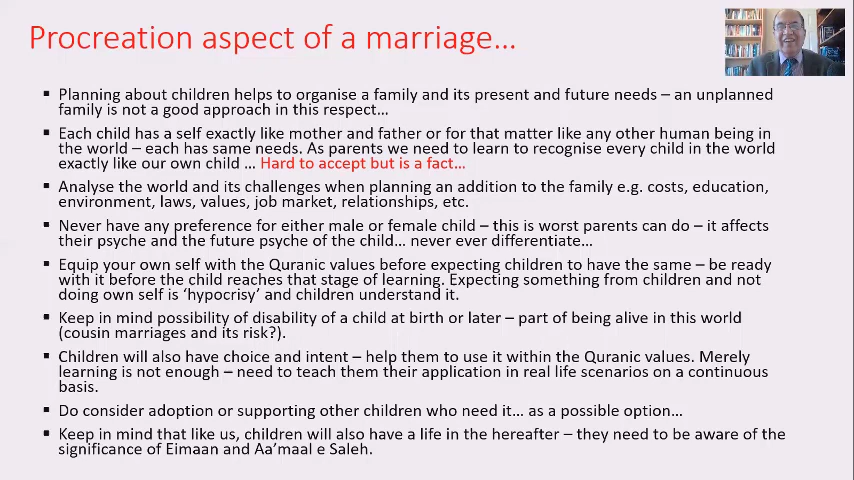 Procreation aspect of a marriage...
▪ Planning about children helps to organise a family and its present and future needs – an unplanned
family is not a good approach in this respect...
▪ Each child has a self exactly like mother and father or for that matter like any other human being in
the world – each has same needs. As parents we need to learn to recognise every child in the world
exactly like our own child ... Hard to accept but is a fact...
▪ Analyse the world and its challenges when planning an addition to the family e.g. costs, education,
environment, laws, values, job market, relationships, etc.
▪ Never have any preference for either male or female child – this is worst parents can do – it affects
their psyche and the future psyche of the child... never ever differentiate...
▪ Equip your own self with the Quranic values before expecting children to have the same – be ready
with it before the child reaches that stage of learning. Expecting something from children and not
doing own self is ‘hypocrisy’ and children understand it.
▪ Keep in mind possibility of disability of a child at birth or later – part of being alive in this world
(cousin marriages and its risk?).
▪ Children will also have choice and intent – help them to use it within the Quranic values. Merely
learning is not enough – need to teach them their application in real life scenarios on a continuous
basis.
▪ Do consider adoption or supporting other children who need it... as a possible option...
▪ Keep in mind that like us, children will also have a life in the hereafter – they need to be aware of the
significance of Eimaan and Aa’maal e Saleh.